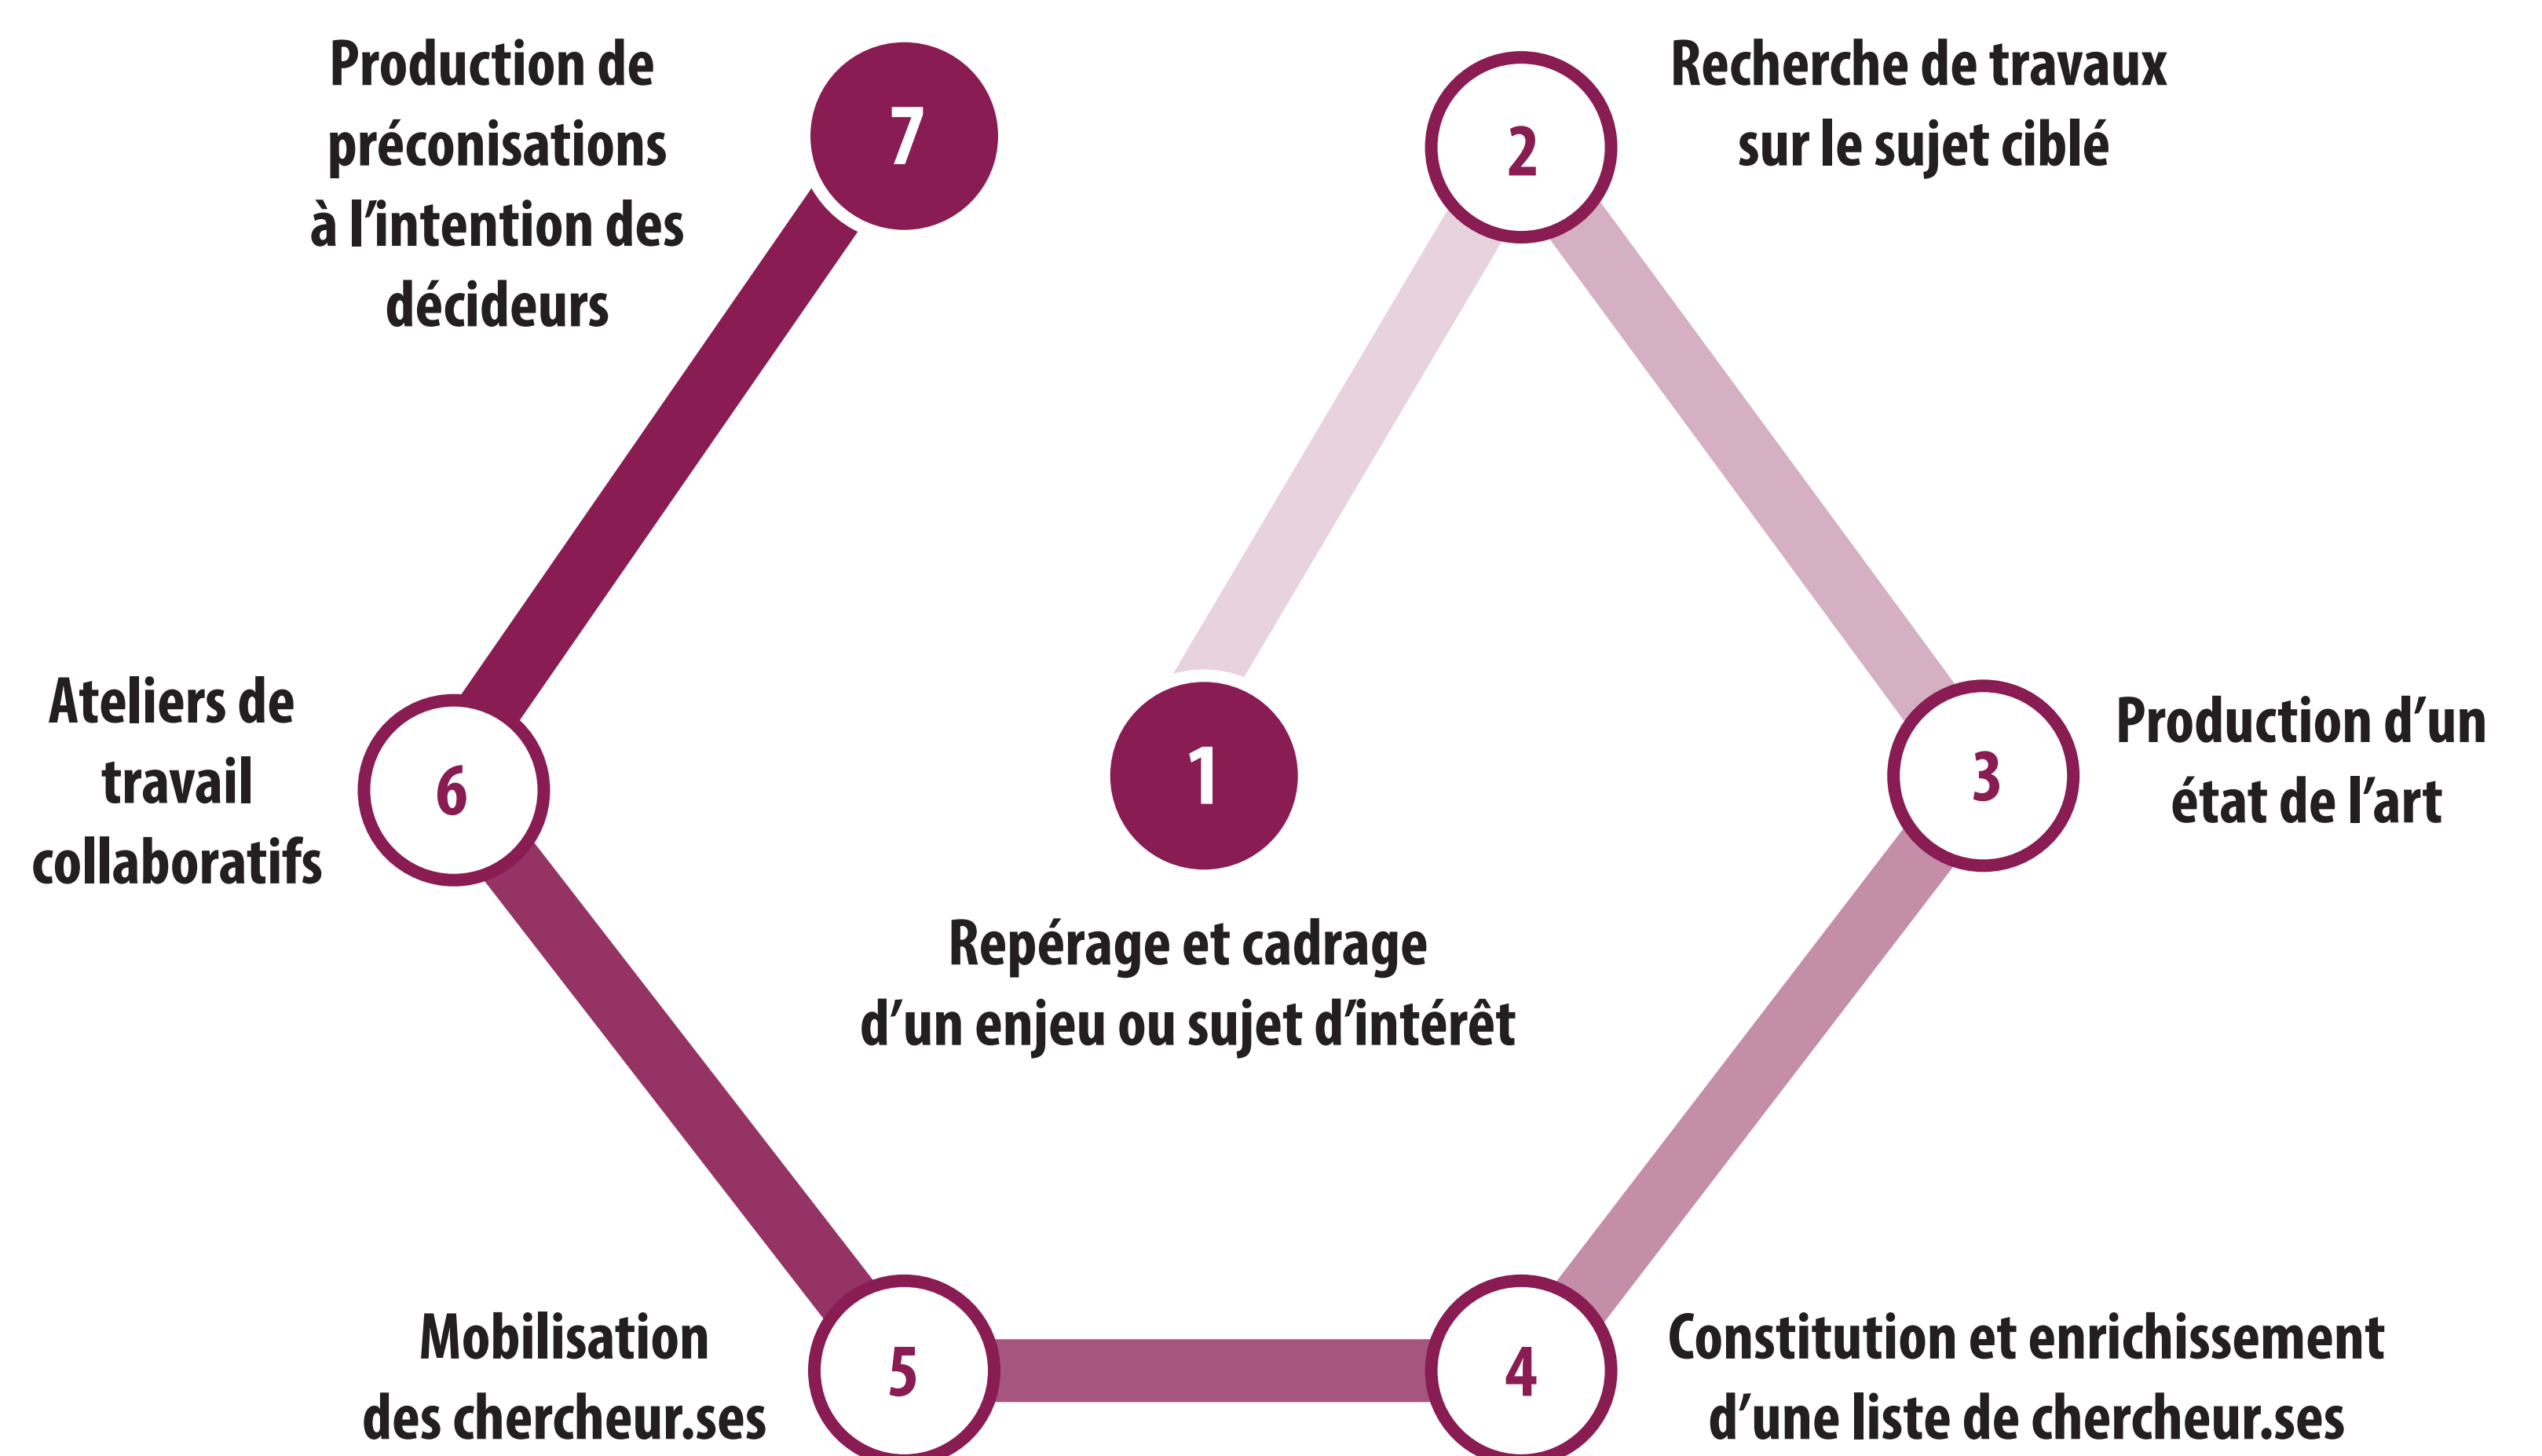 1
Repérage et cadrage
d’un enjeu ou sujet d’intérêt
2
Recherche de travaux
sur le sujet ciblé
3
Production d’un
état de l’art
4
Constitution et enrichissement
d’une liste de chercheur.ses
5
Mobilisation
des chercheur.ses
6
Ateliers de
travail
collaboratifs
7
Production de
préconisations
à l’intention des
décideurs